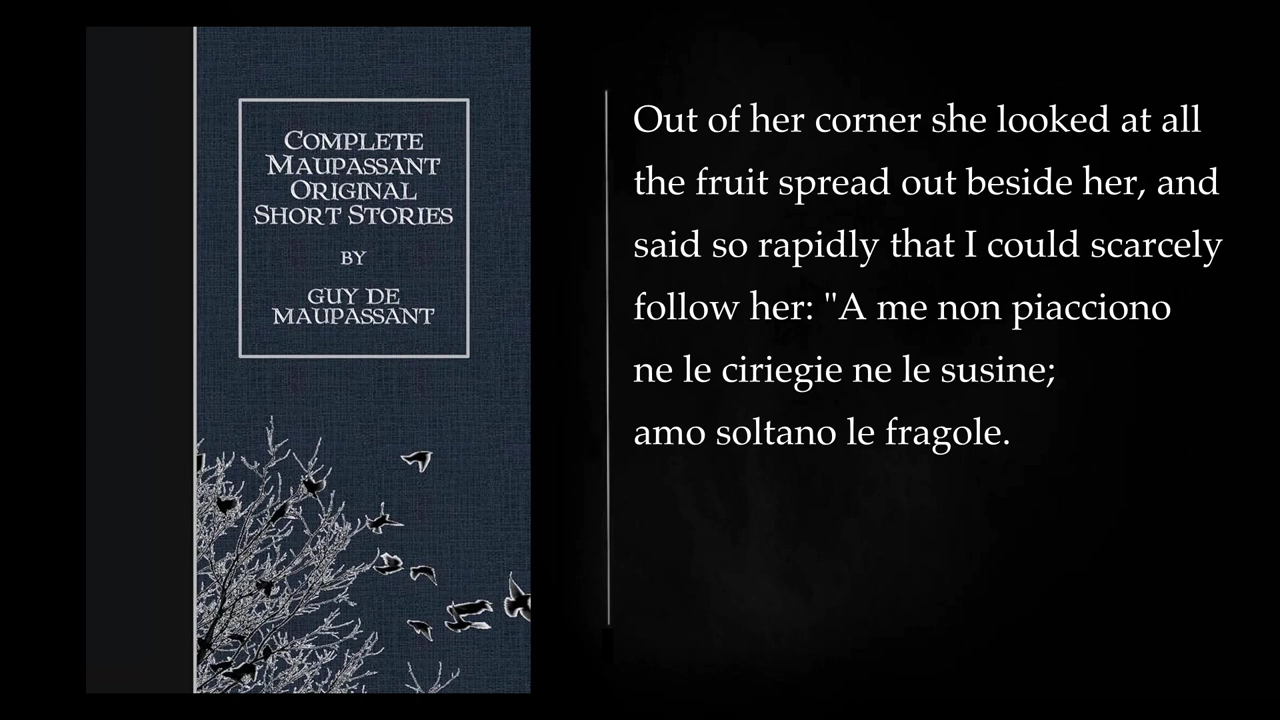 COMPLETE
MAUPASSANT
ORIGINAL
SHORT STORIES
BY
GUY DE
MAUPASSANT
Out of her corner she looked at all
the fruit spread out beside her, and
said so rapidly that I could scarcely
follow her: "A me non piacciono
ne le ciriegie ne le susine;
amo soltano le fragole.